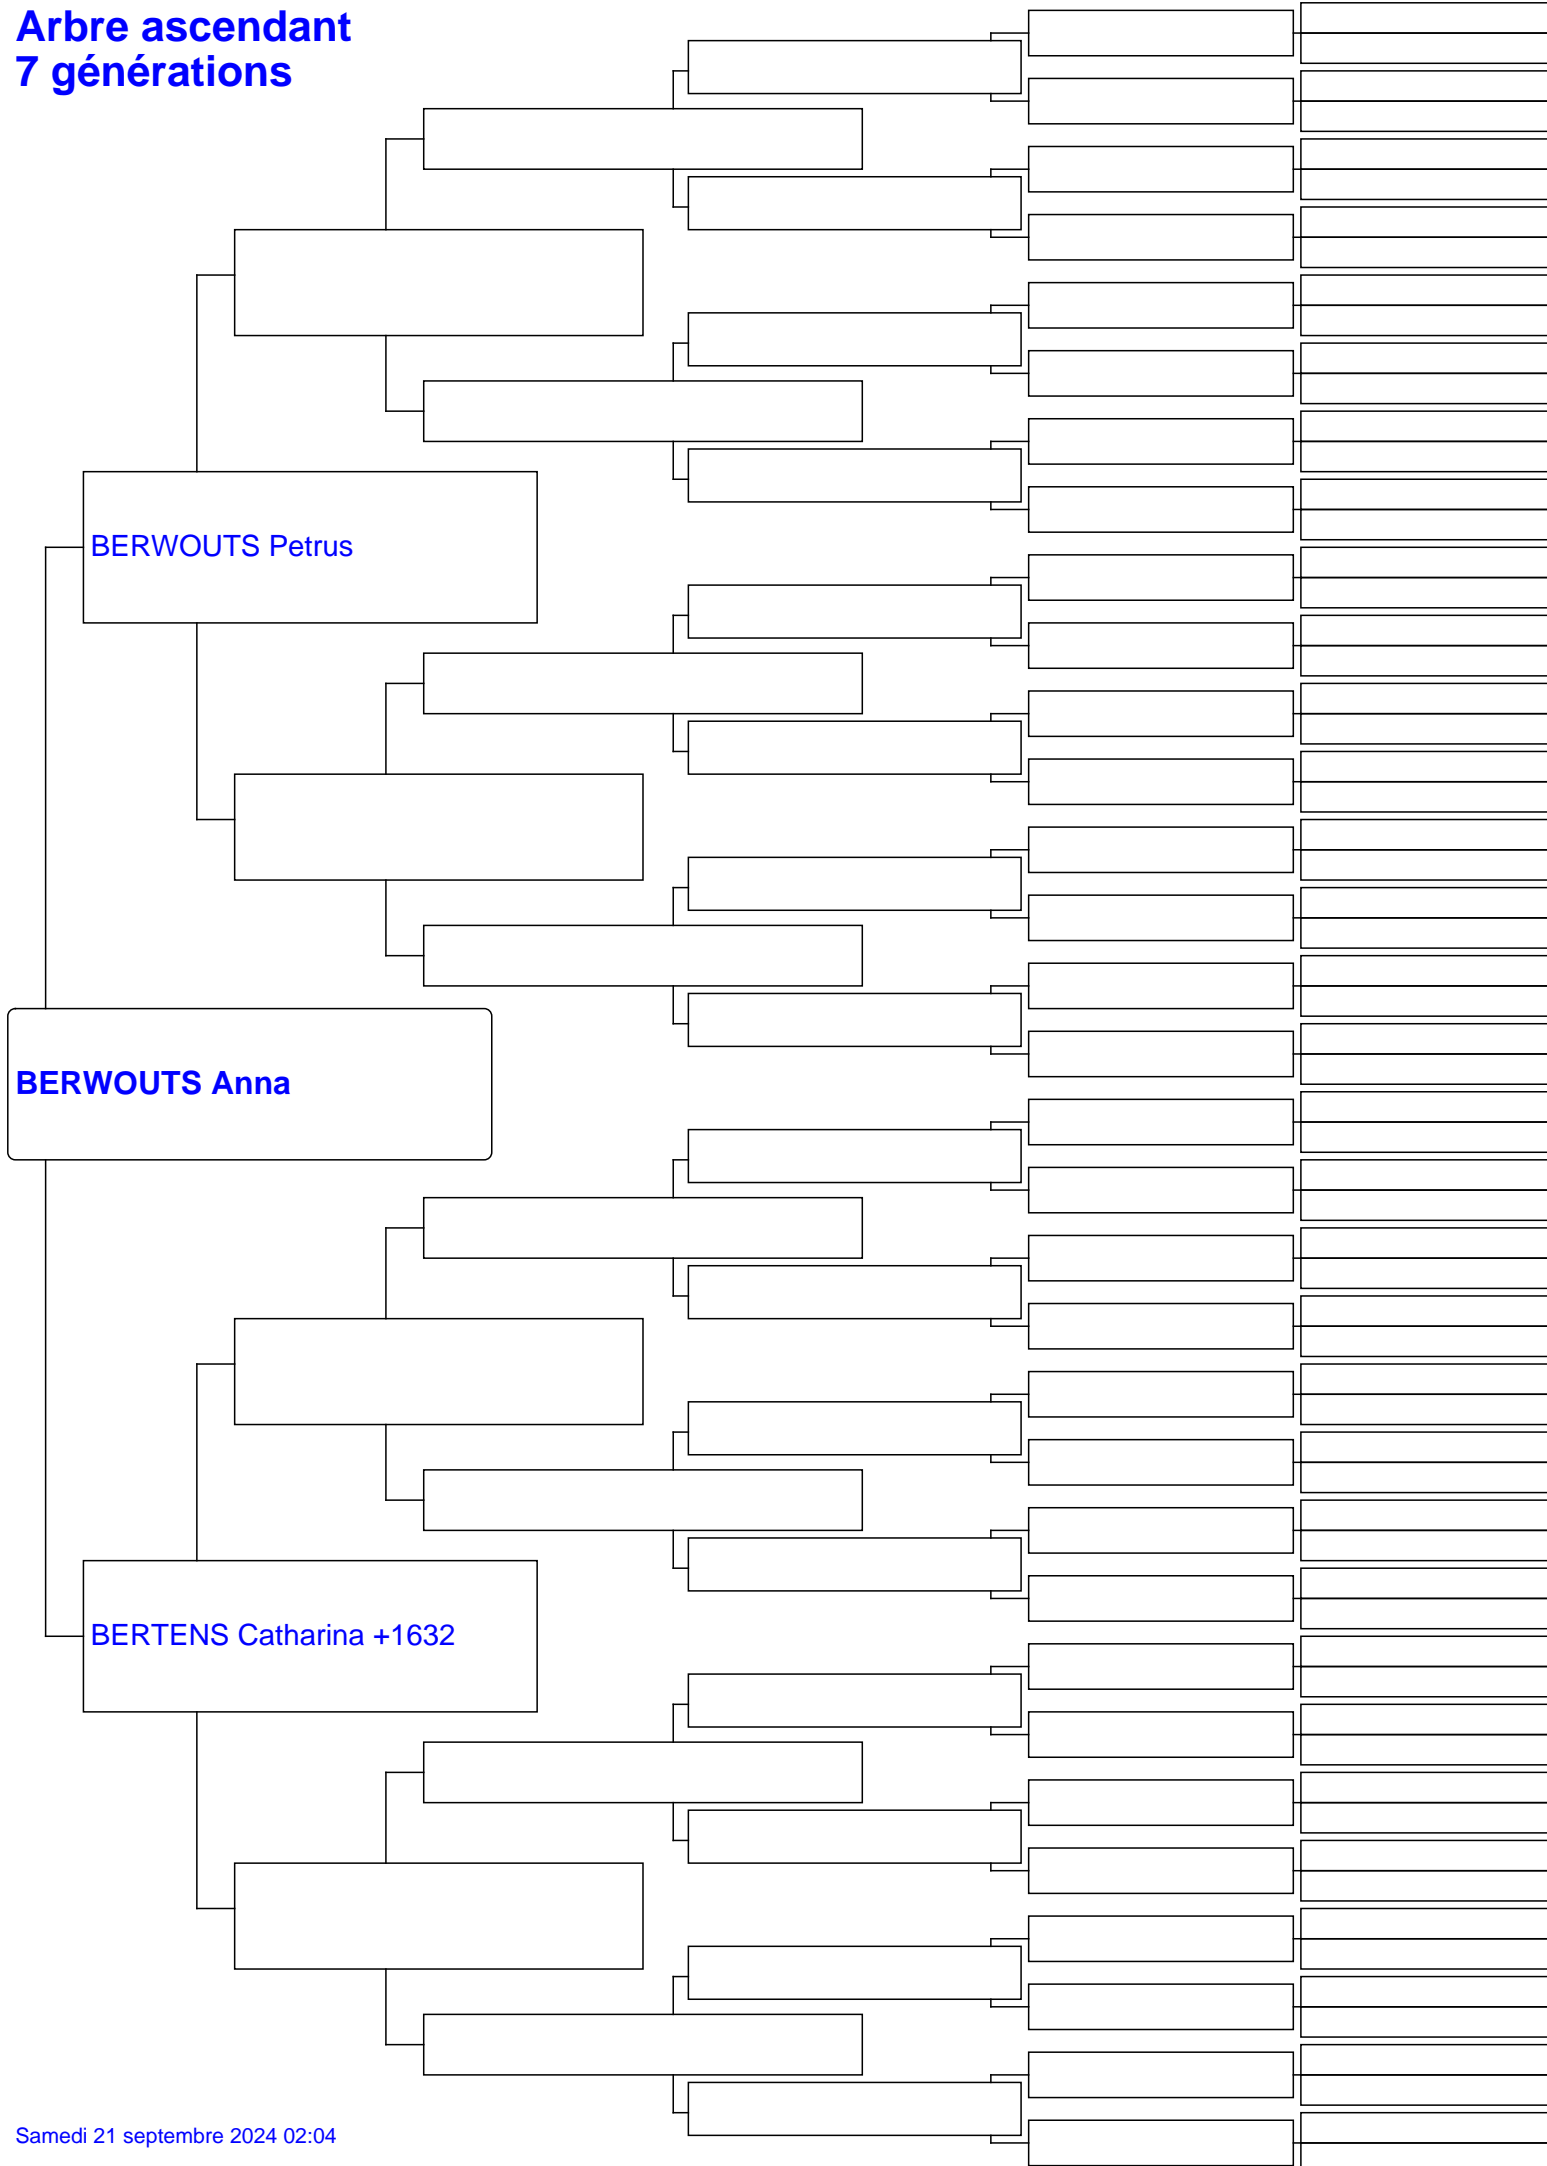 Arbre ascendant
7 générations
BERWOUTS Petrus
BERWOUTS Anna
BERTENS Catharina +1632
Samedi 21 septembre 2024 02:04